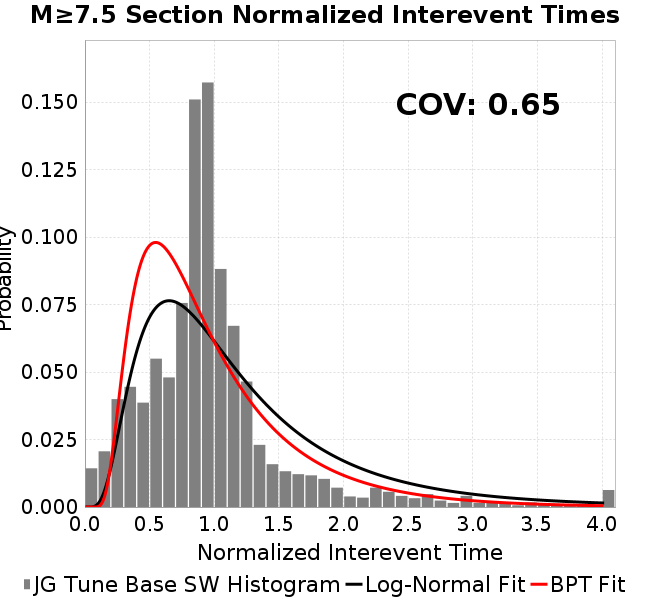 M≥7.5 Section Normalized Interevent Times
COV: 0.65
0.150
0.125
0.100
0.075
0.050
0.025
0.000
Probability
0.0 0.5 1.0 1.5 2.0 2.5 3.0 3.5 4.0
Normalized Interevent Time
JG Tune Base SW Histogram Log-Normal Fit BPT Fit